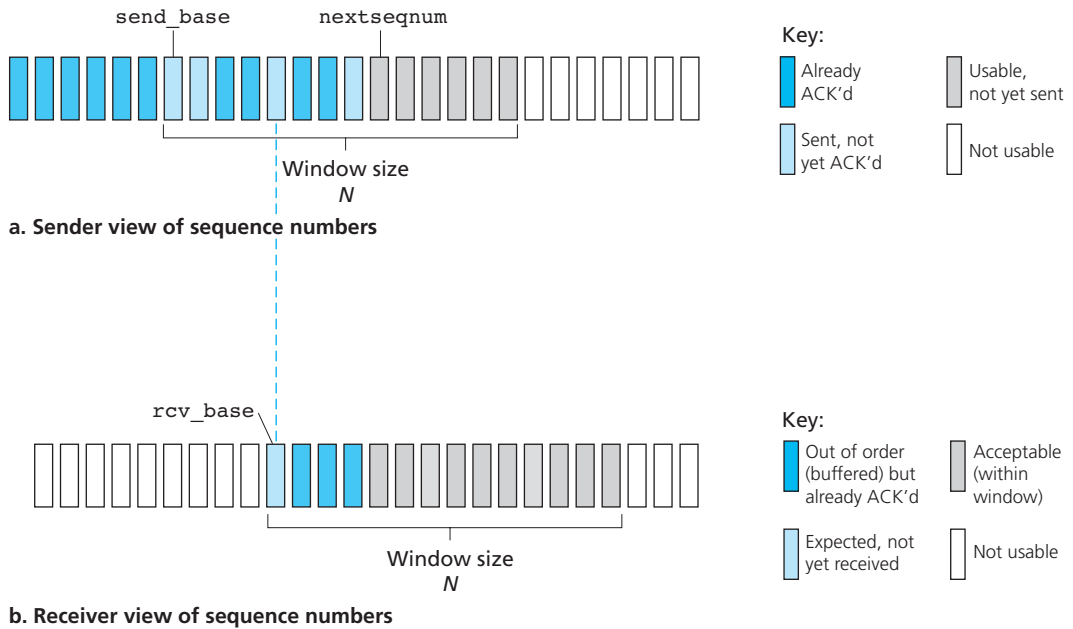 send_base
nextseqnum
Window size
N
Key:
Already
ACK’d
Usable,
not yet sent
Sent, not
yet ACK’d
Not usable
a. Sender view of sequence numbers
rcv_base
Window size
N
Key:
Out of order
(buffered) but
already ACK’d
Acceptable
(within
window)
Expected, not
yet received
Not usable
b. Receiver view of sequence numbers